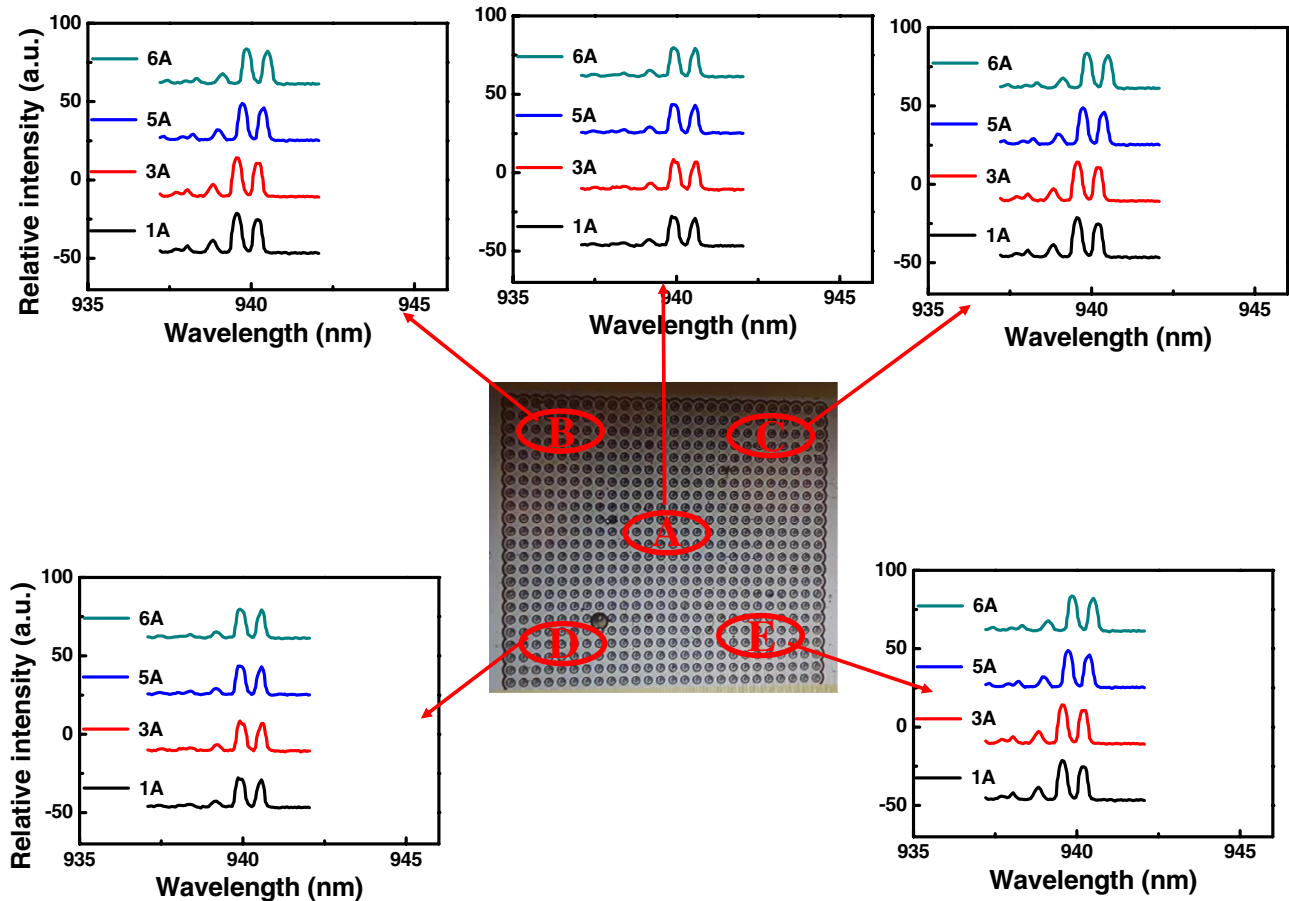 100
50
0
-50
6A
5A
3A
1A
935
940
945
Relative intensity (a.u.)
Wavelength (nm)
100
50
0
-50
6A
5A
3A
1A
935
940
945
Wavelength (nm)
100
50
0
-50
6A
5A
3A
1A
935
940
945
Wavelength (nm)
B
C
A
D
E
100
50
0
-50
6A
5A
3A
1A
935
940
945
Relative intensity (a.u.)
Wavelength (nm)
100
50
0
-50
6A
5A
3A
1A
935
940
945
Wavelength (nm)